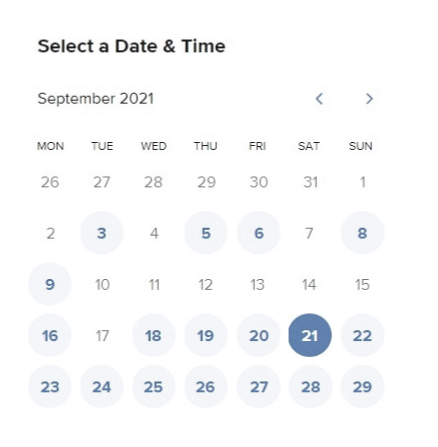 Select a Date & Time
September 2021
MON TUE WED THU FRI SAT SUN
26 27 28 29 30 31 1
2 3 4 5 6 7 8
9 10 11 12 13 14 15
16 17 18 19 20 21 22
23 24 25 26 27 28 29